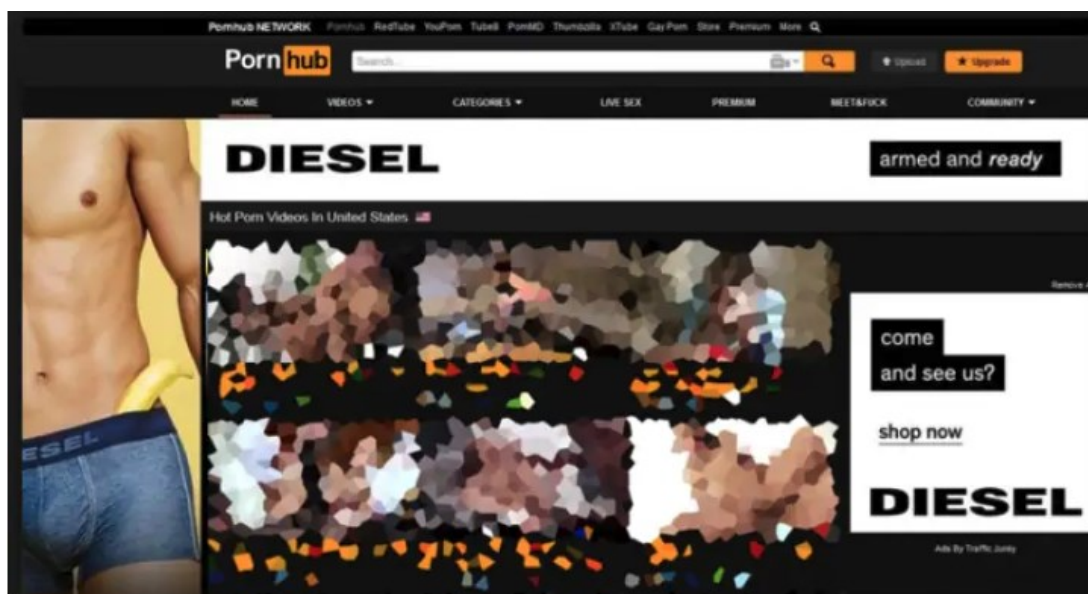 Pornhub NETWORK Pornhub RedTube YouPorn Tube8 PornMD Thumbzilla XTube GayPorn Store Premium More
Porn hub Search... Upload Upgrade
HOME VIDEOS CATEGORIES LIVE SEX PREMIUM MEET&FUCK COMMUNITY
DIESEL armed and ready
Hot Porn Videos In United States
Remove
come
and see us?
shop now
ESEL
DIESEL
Ads By Traffic Junky